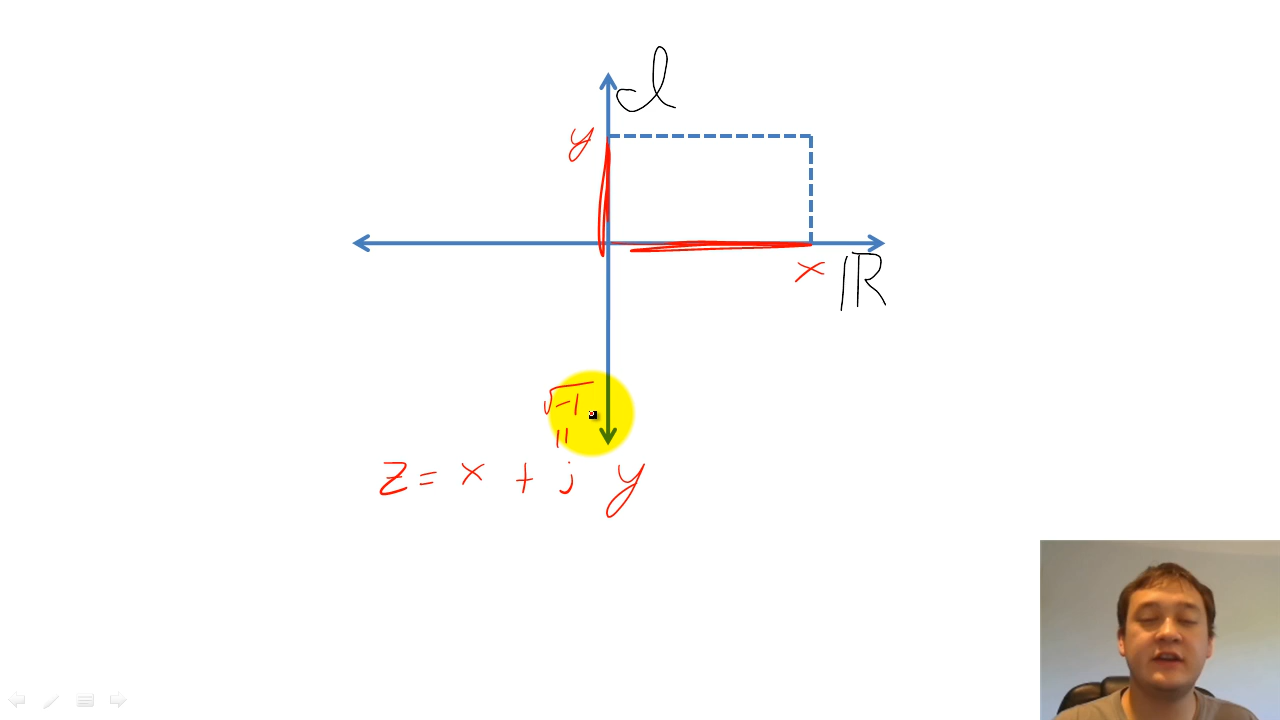 I
y
x
ℝ
√-1
=
z = x + j y